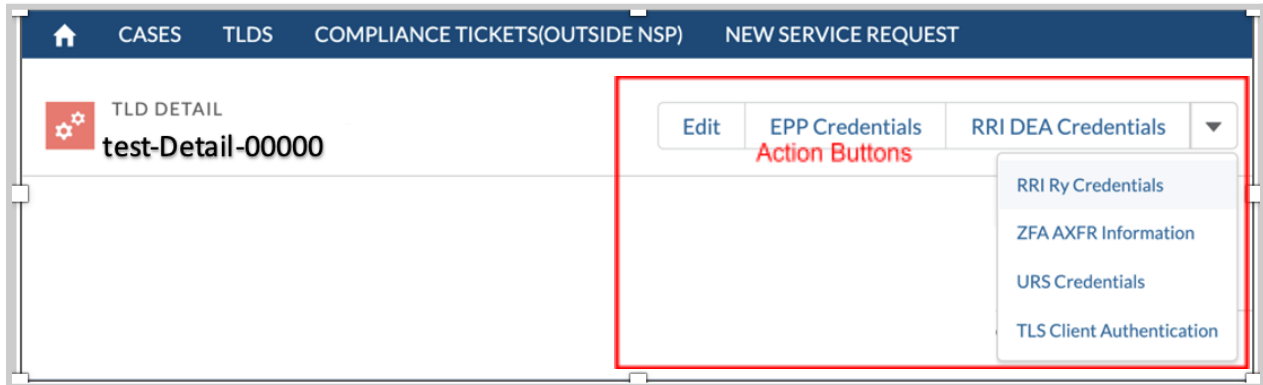 CASES TLDS COMPLIANCE TICKETS(OUTSIDE NSP) NEW SERVICE REQUEST
TLD DETAIL
test-Detail-00000
Edit EPP Credentials RRI DEA Credentials
Action Buttons
RRI Ry Credentials
ZFA AXFR Information
URS Credentials
TLS Client Authentication